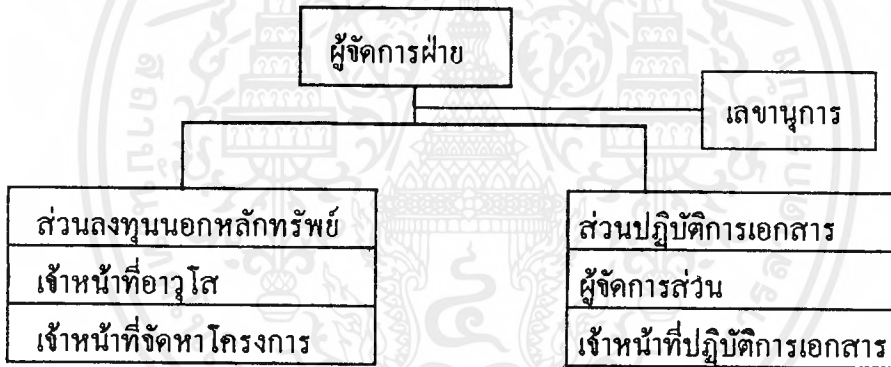 ผู้จัดการฝ่าย
เลขานุการ
ส่วนลงทุนนอกหลักทรัพย์
เจ้าหน้าที่อาวุโส
เจ้าหน้าที่จัดหาโครงการ
ส่วนปฏิบัติการเอกสาร
ผู้จัดการส่วน
เจ้าหน้าที่ปฏิบัติการเอกสาร